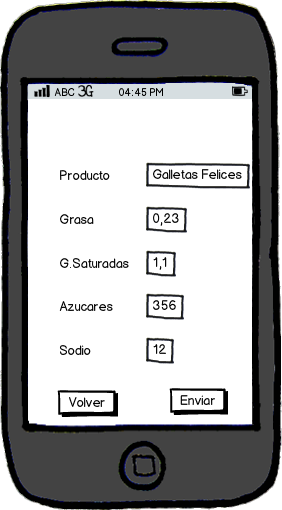 ABC 3G 04:45 PM
Producto Galletas Felices
Grasa 0,23
G.Saturadas 1,1
Azucares 356
Sodio 12
Volver Enviar